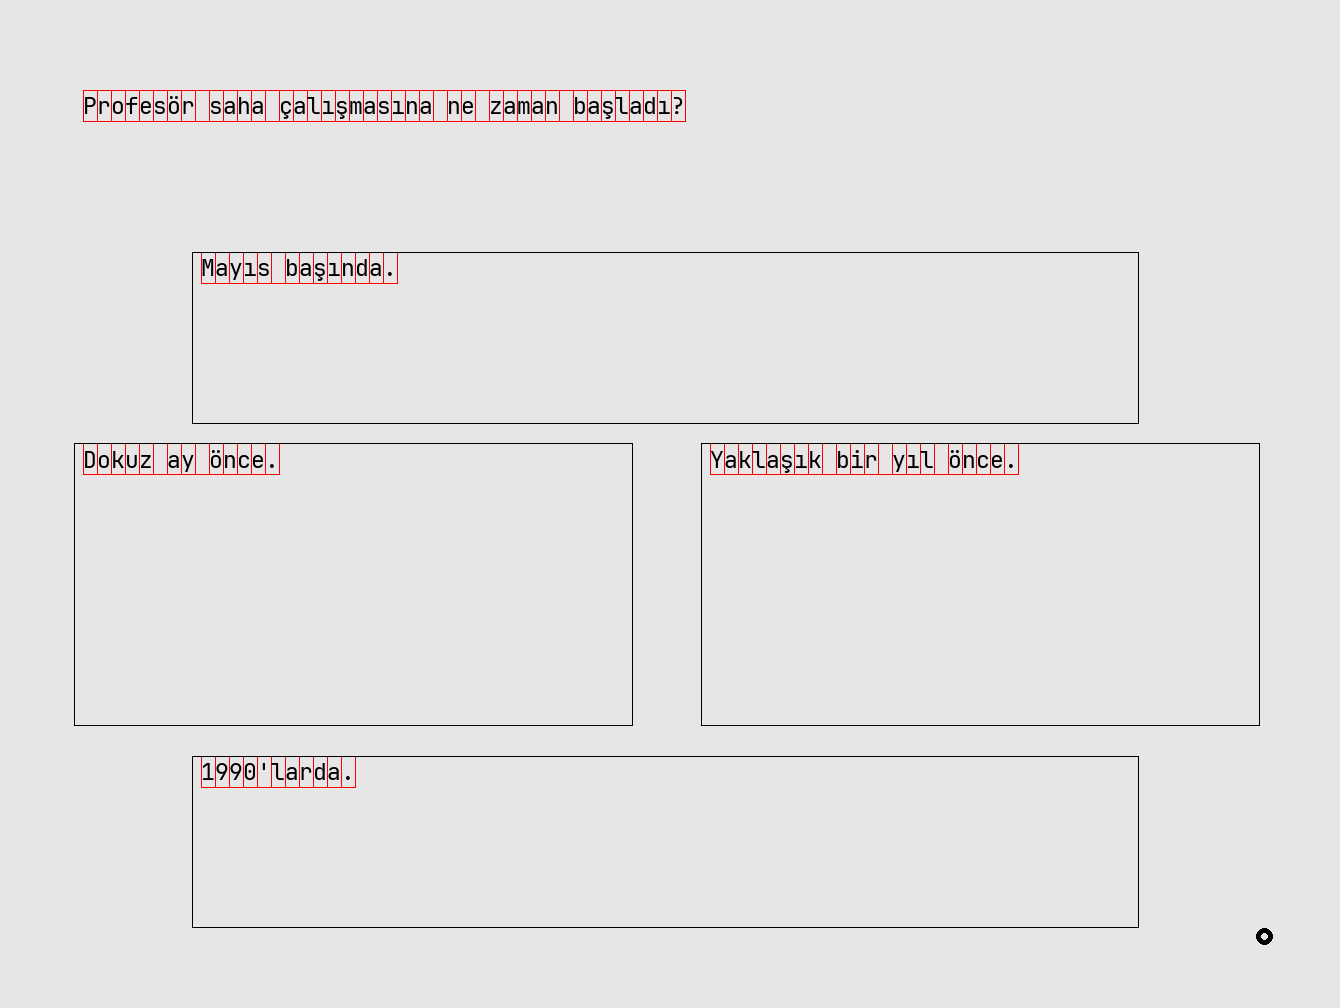 Profesör saha çalışmasına ne zaman başladı?
Mayıs başında.
Dokuz ay önce.
Yaklaşık bir yıl önce.
1990'larda.